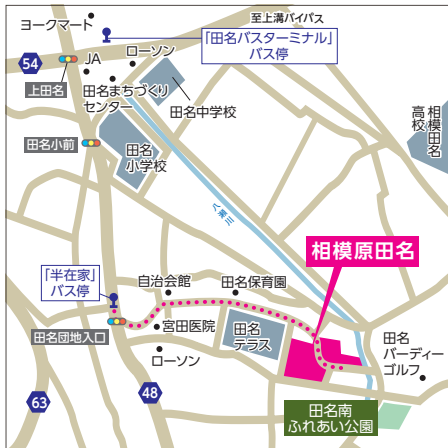 ヨークマート
至上溝バイパス
「田名バスターミナル」
バス停
54
JA
ローソン
上田名
田名まちづくり
センター
田名中学校
相模田名
高校
田名小前
田名
小学校
八瀬川
相模原田名
「半在家」
バス停
自治会館
田名保育園
宮田医院
田名
テラス
田名団地入口
ローソン
田名
バーディー
ゴルフ
48
63
田名南
ふれあい公園